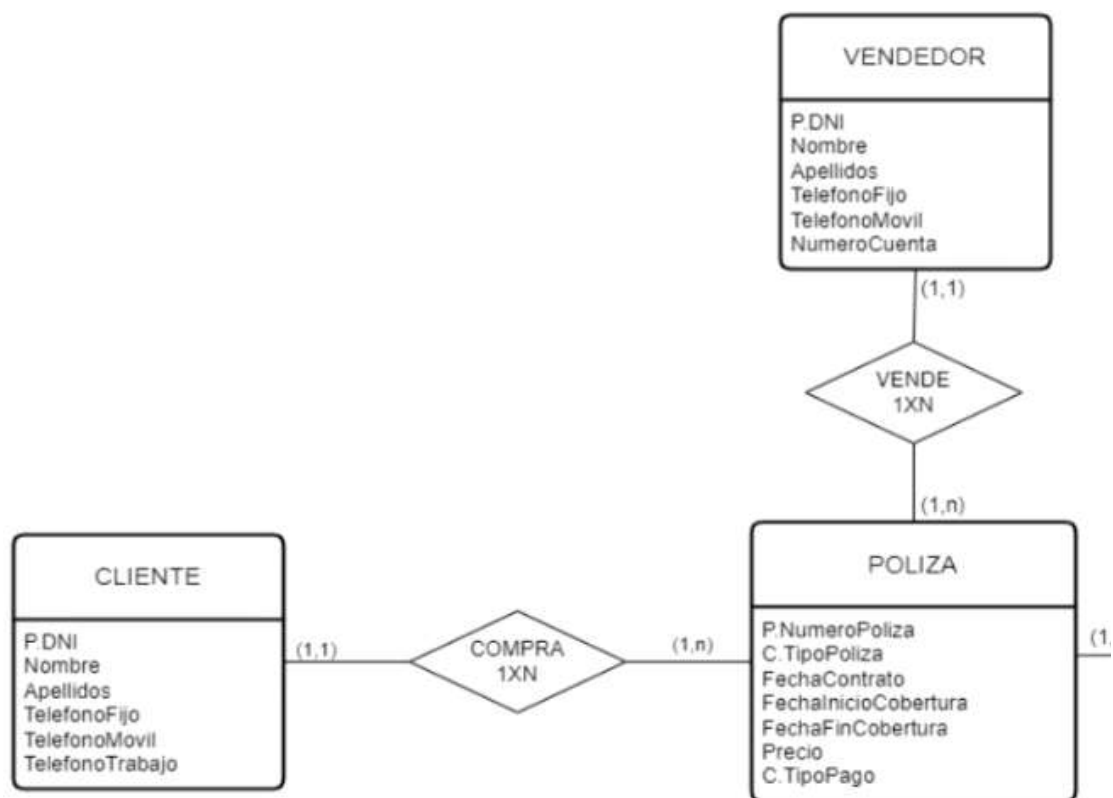 VENDEDOR
P.DNI
Nombre
Apellidos
TelefonoFijo
TelefonoMovil
NumeroCuenta
(1,1)
VENDE
1XN
(1,n)
CLIENTE
P.DNI
Nombre
Apellidos
TelefonoFijo
TelefonoMovil
TelefonoTrabajo
(1,1)
COMPRA
1XN
(1,n)
POLIZA
P.NumeroPoliza
C.TipoPoliza
FechaContrato
FechaInicioCobertura
FechaFinCobertura
Precio
C.TipoPago
(1,